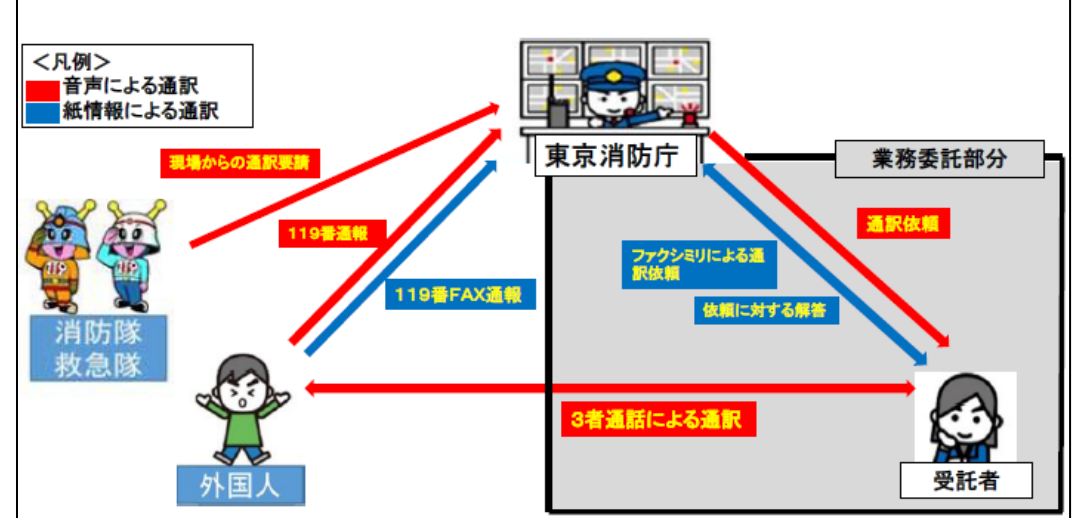 <凡例>
音声による通訳
紙情報による通訳
東京消防庁
業務委託部分
現場からの通訳要請
119番通報
通訳依頼
ファクシミリによる通
訳依頼
119番FAX通報
依頼に対する解答
119
消防隊
救急隊
3者通話による通訳
外国人
受託者